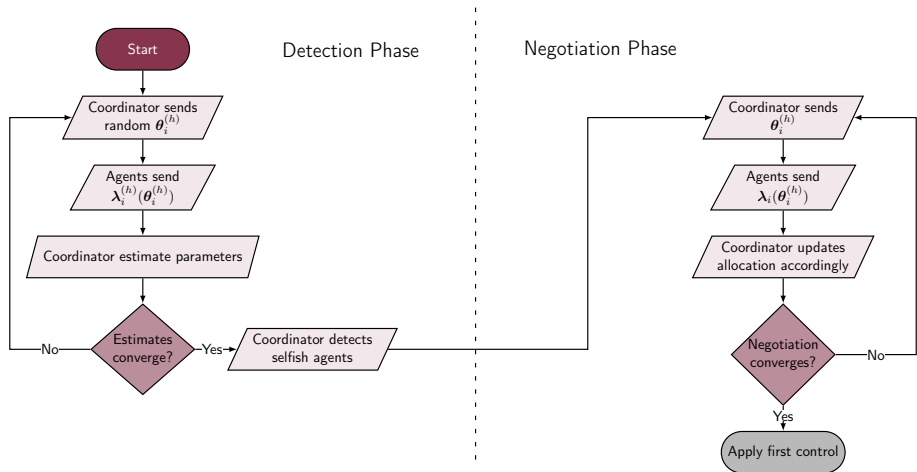 Detection Phase
Negotiation Phase
Start
Coordinator sends
random θ_i^(h)
Agents send
λ_i^(h)(θ_i^(h))
Coordinator estimate parameters
Estimates
converge?
No
Yes
Coordinator detects
selfish agents
Coordinator sends
θ_i^(h)
Agents send
λ_i(θ_i^(h))
Coordinator updates
allocation accordingly
Negotiation
converges?
No
Yes
Apply first control